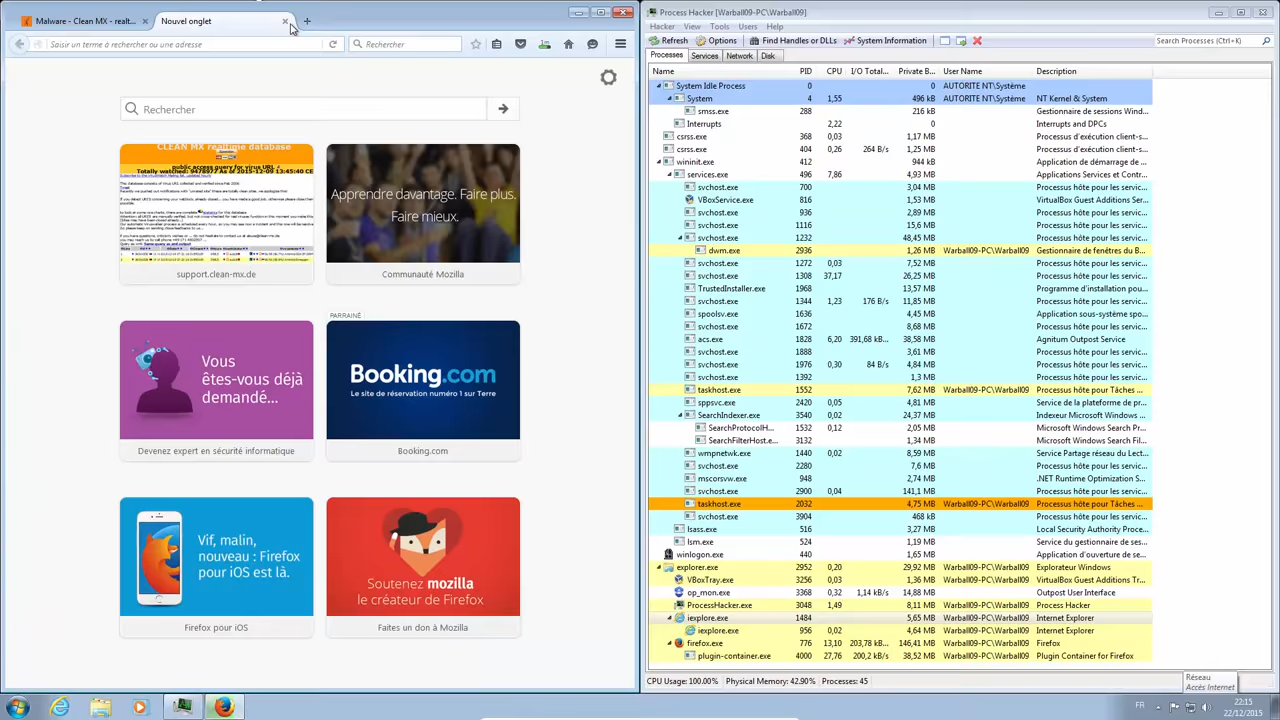 Malware - Clean MX - realt...
Nouvel onglet
Saisir un terme à rechercher ou une adresse
Rechercher
Rechercher
CLEAN MX realtime database
public access query for virus URL
Totally watched: 9478977 As of 2015-12-09 13:45:40 CE
support.clean-mx.de
Apprendre davantage. Faire plus.
Faire mieux.
Communauté Mozilla
Vous
êtes-vous déjà
demandé...
Devenez expert en sécurité informatique
PARRAINÉ
Booking.com
Le site de réservation numéro 1 sur Terre
Booking.com
Vif, malin,
nouveau : Firefox
pour iOS est là.
Firefox pour iOS
Soutenez mozilla
le créateur de Firefox
Faites un don à Mozilla
Process Hacker [Warball09-PC\Warball09]
Hacker View Tools Users Help
Refresh Options Find Handles or DLLs System Information Search Processes (Ctrl+K)
Processes Services Network Disk
Name PID CPU I/O Total... Private B... User Name Description
System Idle Process 0 0 AUTORITE NT\Système
System 4 1,55 496 kB AUTORITE NT\Système NT Kernel & System
smss.exe 288 216 kB Gestionnaire de sessions Wind...
Interrupts 2,22 0 Interrupts and DPCs
csrss.exe 368 0,03 1,17 MB Processus d'exécution client-s...
csrss.exe 404 0,26 264 B/s Processus d'exécution client-s...
wininit.exe 412 944 kB Application de démarrage de ...
services.exe 496 7,86 4,93 MB Applications Services et Contr...
svchost.exe 700 3,04 MB Processus hôte pour les servic...
VBoxService.exe 816 1,98 MB VirtualBox Guest Additions Ser...
svchost.exe 936 2,89 MB Processus hôte pour les servic...
svchost.exe 1116 15,6 MB Processus hôte pour les servic...
svchost.exe 1232 48,45 MB Processus hôte pour les servic...
dwm.exe 2936 1,26 MB Warball09-PC\Warball09 Gestionnaire de fenêtres du B...
svchost.exe 1272 0,03 7,52 MB Processus hôte pour les servic...
svchost.exe 1308 37,17 26,25 MB Processus hôte pour les servic...
TrustedInstaller.exe 1968 13,57 MB Programme d'installation pou...
svchost.exe 1344 1,23 176 B/s 11,85 MB Processus hôte pour les servic...
spoolsv.exe 1636 4,45 MB Application sous-système spo...
svchost.exe 1672 8,68 MB Processus hôte pour les servic...
acs.exe 1828 6,20 391,68 kB... 38,58 MB Agnitum Outpost Service
svchost.exe 1888 3,61 MB Processus hôte pour les servic...
svchost.exe 1976 0,30 84 B/s 4,84 MB Processus hôte pour les servic...
svchost.exe 1392 1,3 MB Processus hôte pour les servic...
taskhost.exe 1552 7,62 MB Warball09-PC\Warball09 Processus hôte pour Tâches ...
sppsvc.exe 2420 0,05 4,81 MB Service de la plateforme de pr...
SearchIndexer.exe 3540 0,02 24,37 MB Indexeur Microsoft Windows ...
SearchProtocolH... 1532 0,12 2,05 MB Microsoft Windows Search Pr...
SearchFilterHost.e... 3132 1,34 MB Microsoft Windows Search Fil...
wmpnetwk.exe 1440 0,02 8,59 MB Service Partage réseau du Lect...
svchost.exe 2280 7,6 MB Processus hôte pour les servic...
mscorsvw.exe 948 4,06 MB .NET Runtime Optimization S...
svchost.exe 2900 0,04 141,1 MB Processus hôte pour les servic...
taskhost.exe 2032 4,75 MB Warball09-PC\Warball09 Processus hôte pour Tâches ...
svchost.exe 3904 468 kB Processus hôte pour les servic...
lsass.exe 516 3,27 MB Local Security Authority Proce...
lsm.exe 524 1,19 MB Service du gestionnaire de ses...
winlogon.exe 440 1,65 MB Application d'ouverture de se...
explorer.exe 2952 0,20 29,92 MB Warball09-PC\Warball09 Explorateur Windows
VBoxTray.exe 3256 0,03 1,36 MB Warball09-PC\Warball09 VirtualBox Guest Additions Tr...
op_mon.exe 3368 0,32 1,14 kB/s 14,88 MB Warball09-PC\Warball09 Outpost User Interface
ProcessHacker.exe 3048 1,49 8,11 MB Warball09-PC\Warball09 Process Hacker
iexplore.exe 1484 5,65 MB Warball09-PC\Warball09 Internet Explorer
iexplore.exe 956 0,02 4,64 MB Warball09-PC\Warball09 Internet Explorer
firefox.exe 776 13,10 203,78 kB... 146,41 MB Warball09-PC\Warball09 Firefox
plugin-container.exe 4000 27,76 200,2 kB/s 38,52 MB Warball09-PC\Warball09 Plugin Container for Firefox
CPU Usage: 100.00% Physical Memory: 42.90% Processes: 45
Réseau
Accès Internet
FR
22:15
22/12/2015